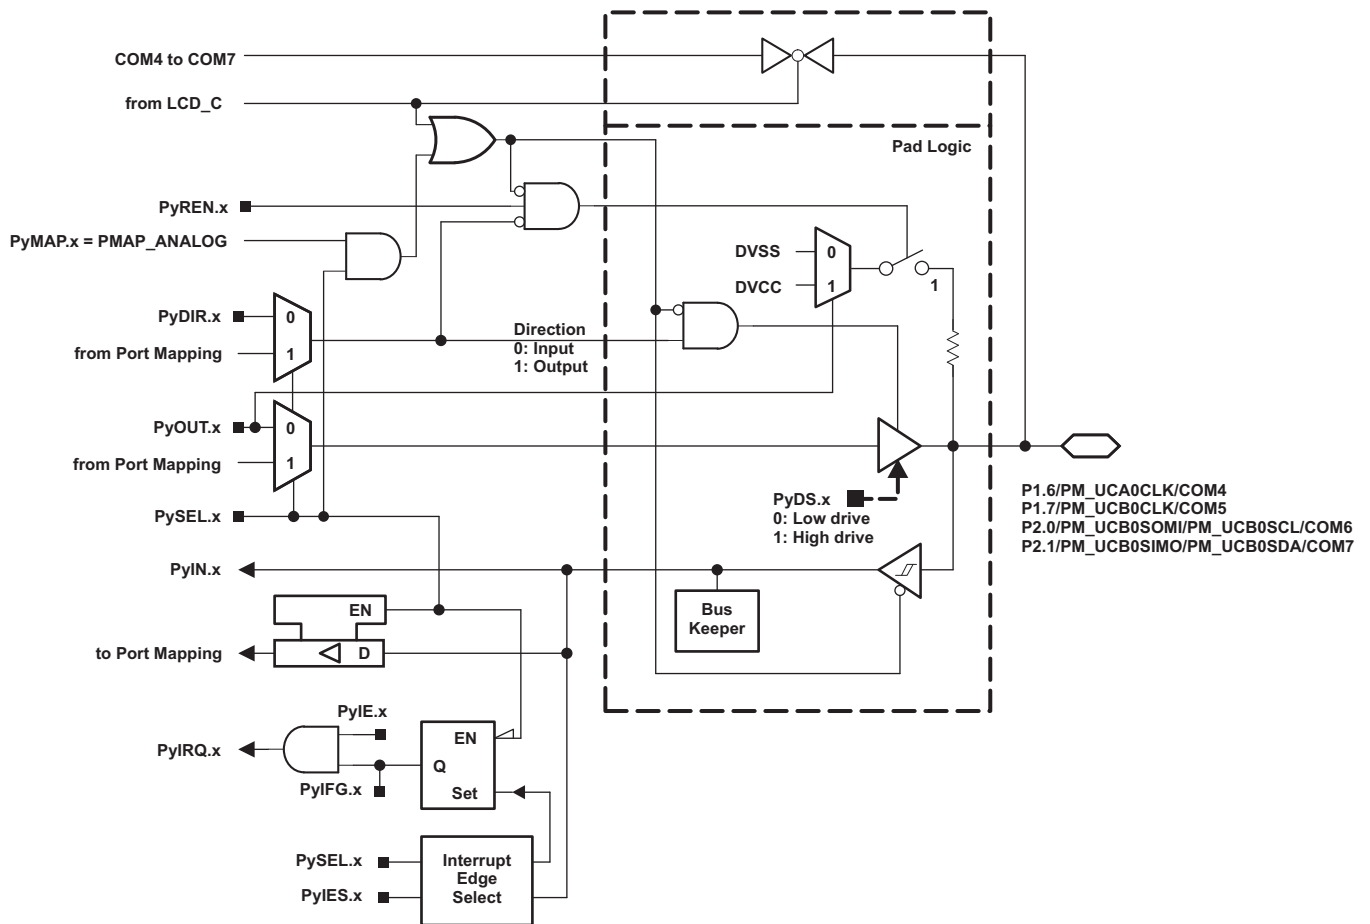 COM4 to COM7
from LCD_C
Pad Logic
PyREN.x
PyMAP.x = PMAP_ANALOG
DVSS
0
DVCC
1
1
PyDIR.x
0
from Port Mapping
1
Direction
0: Input
1: Output
PyOUT.x
0
from Port Mapping
1
PySEL.x
PyDS.x
0: Low drive
1: High drive
P1.6/PM_UCA0CLK/COM4
P1.7/PM_UCB0CLK/COM5
P2.0/PM_UCB0SOMI/PM_UCB0SCL/COM6
P2.1/PM_UCB0SIMO/PM_UCB0SDA/COM7
PyIN.x
EN
Bus
Keeper
to Port Mapping
D
PyIE.x
PyIRQ.x
EN
Q
PyIFG.x
Set
PySEL.x
PyIES.x
Interrupt
Edge
Select